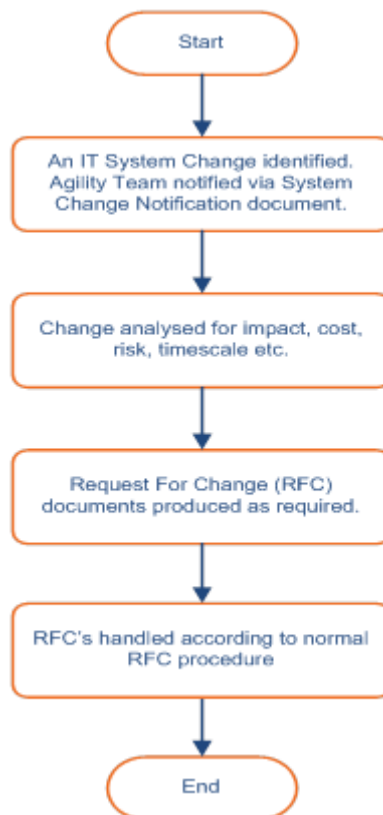 Start
An IT System Change identified.
Agility Team notified via System
Change Notification document.
Change analysed for impact, cost,
risk, timescale etc.
Request For Change (RFC)
documents produced as required.
RFC's handled according to normal
RFC procedure
End